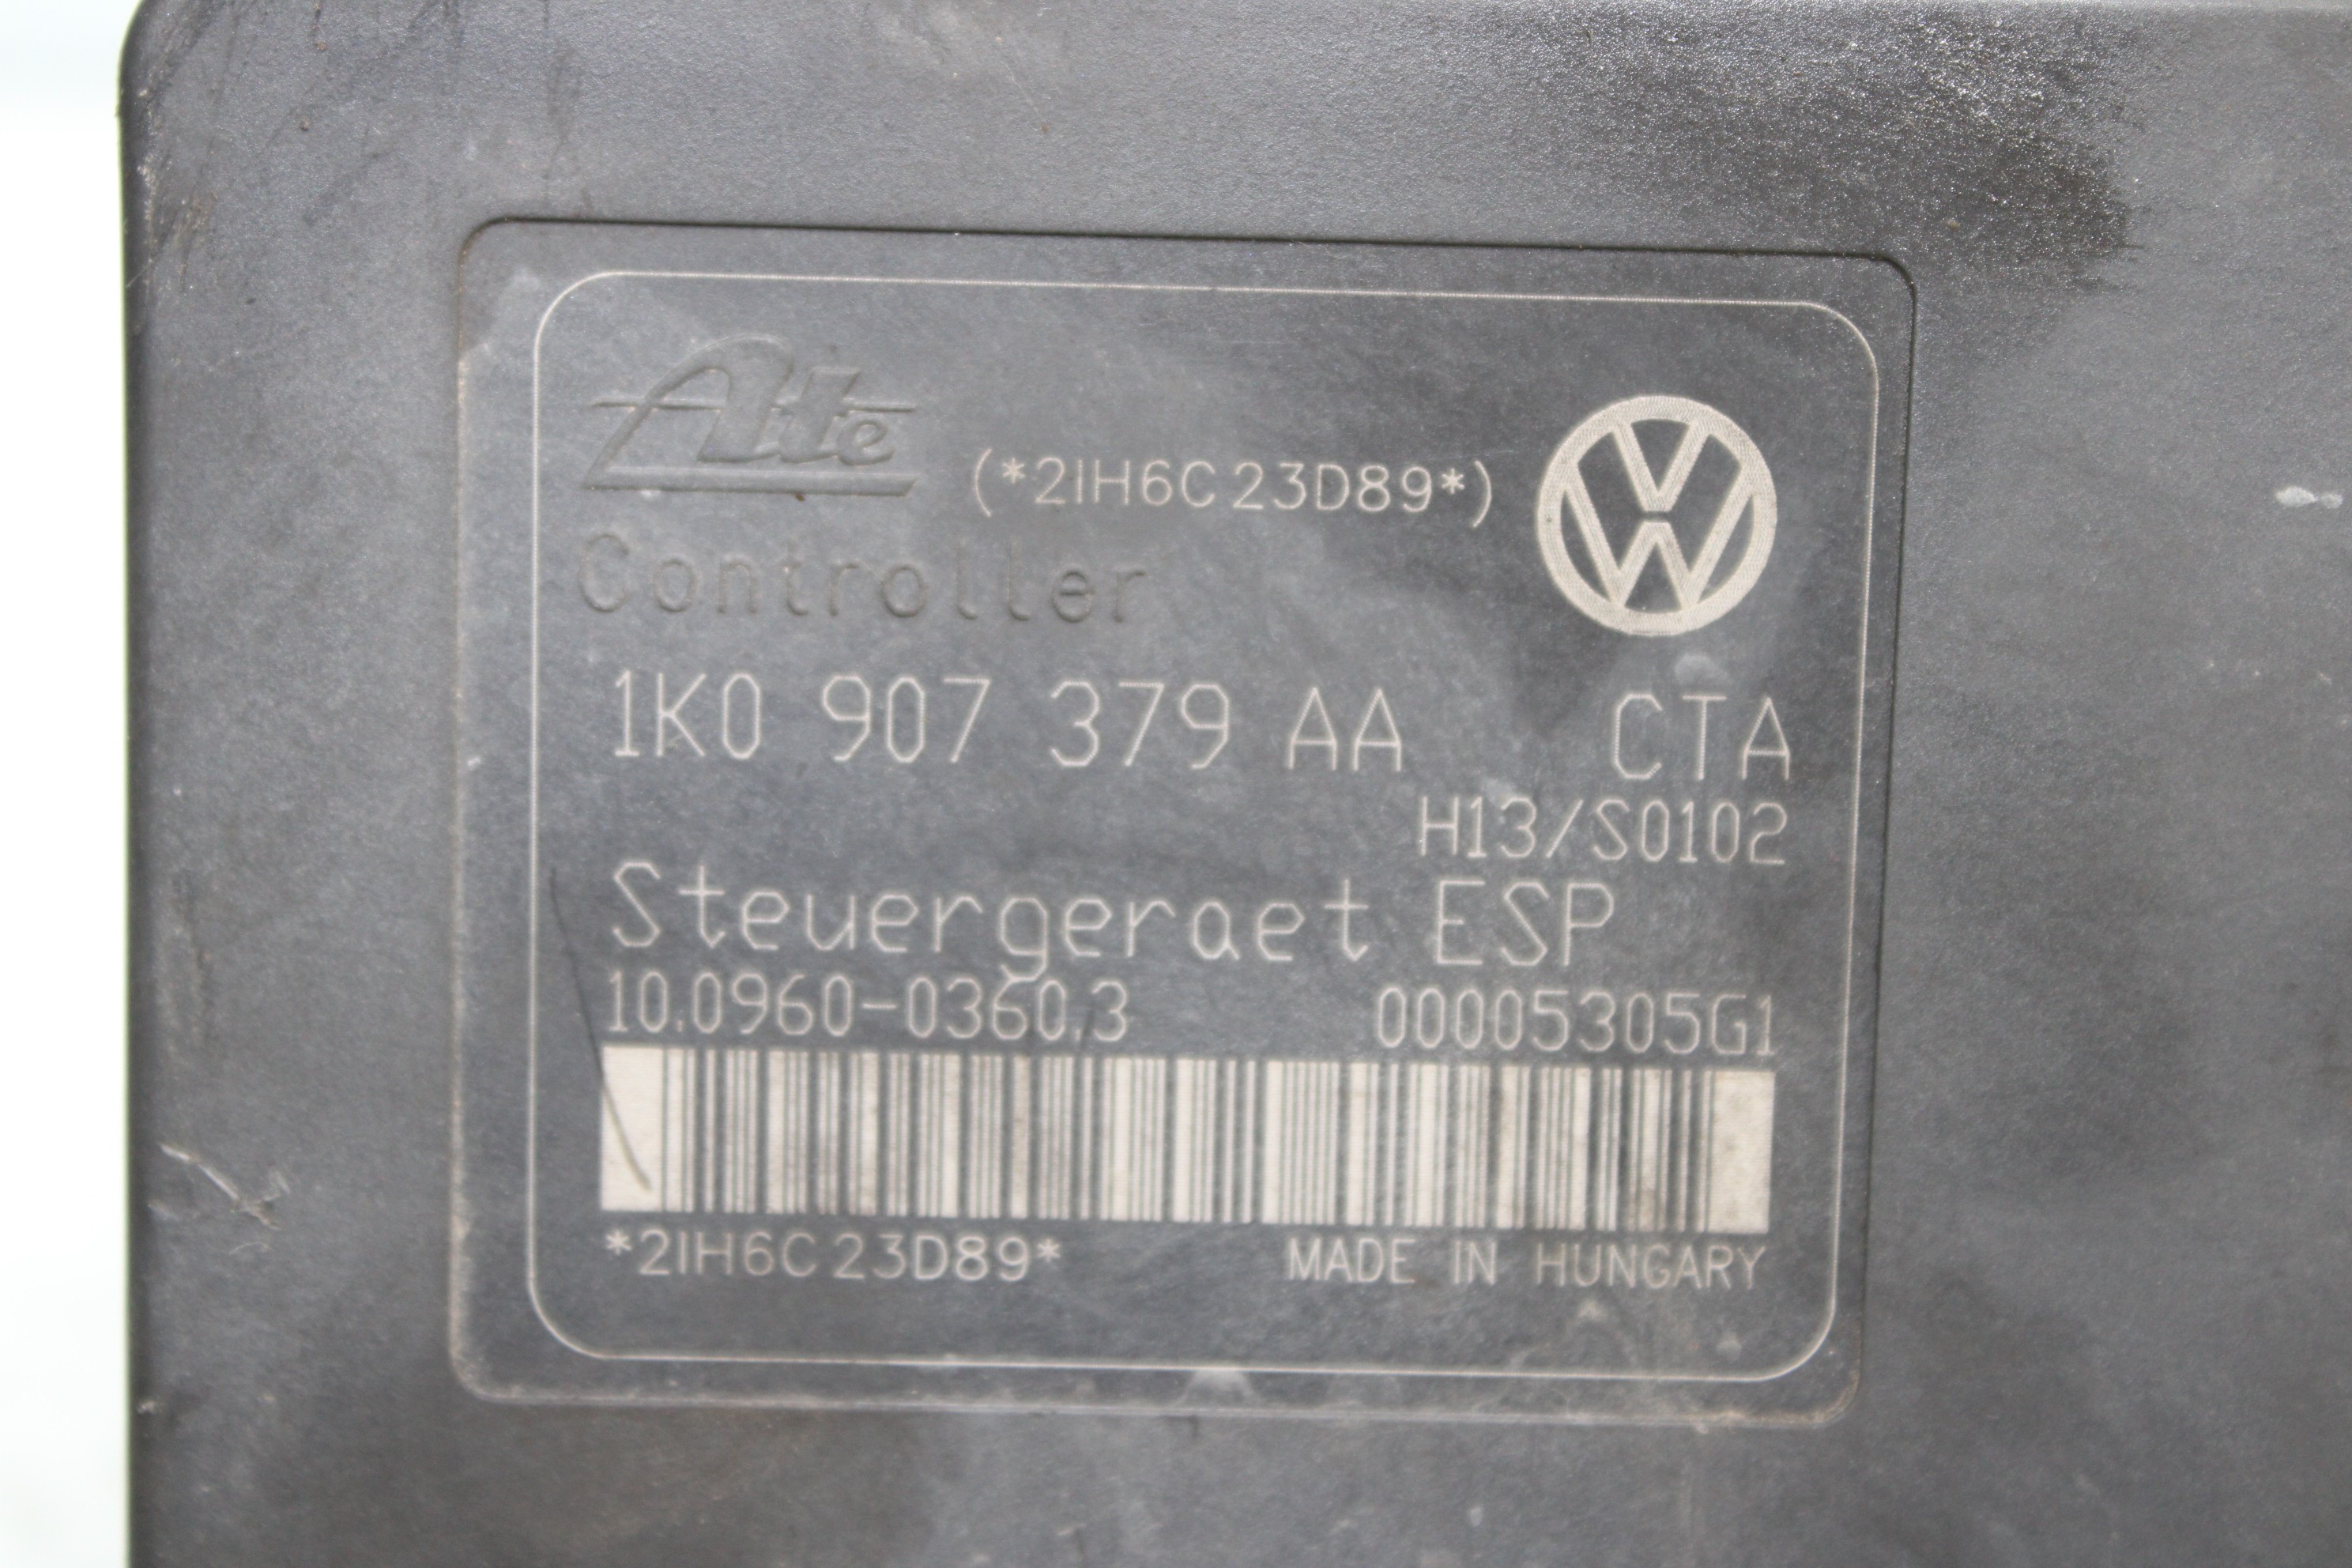 Ate (*2IH6C23D89*)
Controller
1K0 907 379 AA CTA
H13/S0102
Steuergeraet ESP
10.0960-0360.3 00005305G1
*2IH6C23D89* MADE IN HUNGARY